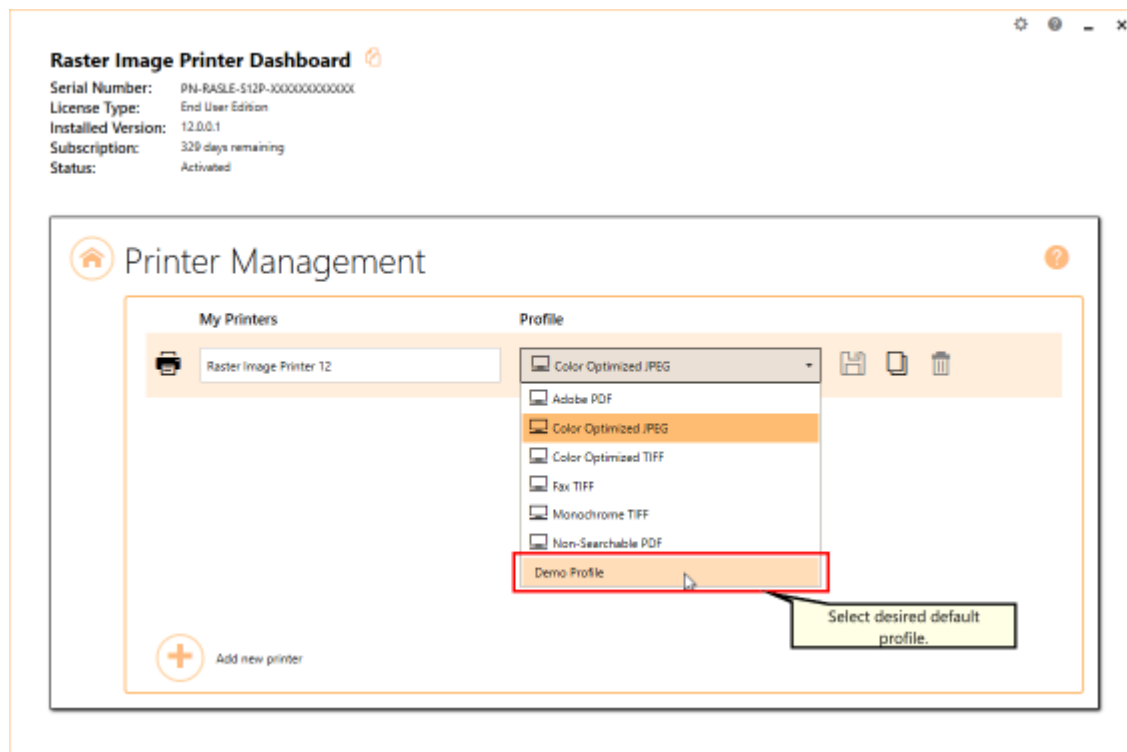 Raster Image Printer Dashboard
Serial Number: PN-RASLE-S12P-XXXXXXXXXXXX
License Type: End User Edition
Installed Version: 12.0.0.1
Subscription: 329 days remaining
Status: Activated
Printer Management
My Printers Profile
Raster Image Printer 12 Color Optimized JPEG
Adobe PDF
Color Optimized JPEG
Color Optimized TIFF
Fax TIFF
Monochrome TIFF
Non-Searchable PDF
Demo Profile
Select desired default
profile.
Add new printer